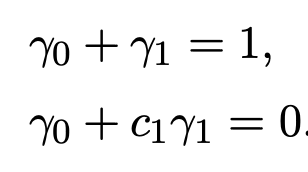 γ₀ + γ₁ = 1,
γ₀ + c₁γ₁ = 0.